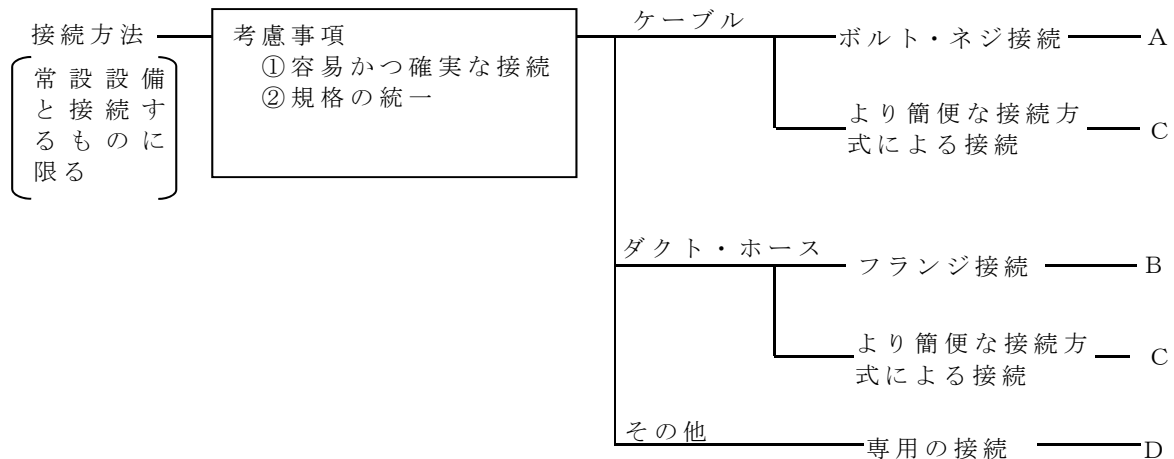 接続方法
常設設備
と接続す
るものに
限る
考慮事項
①容易かつ確実な接続
②規格の統一
ケーブル
ボルト・ネジ接続
A
より簡便な接続方
式による接続
C
ダクト・ホース
フランジ接続
B
より簡便な接続方
式による接続
C
その他
専用の接続
D